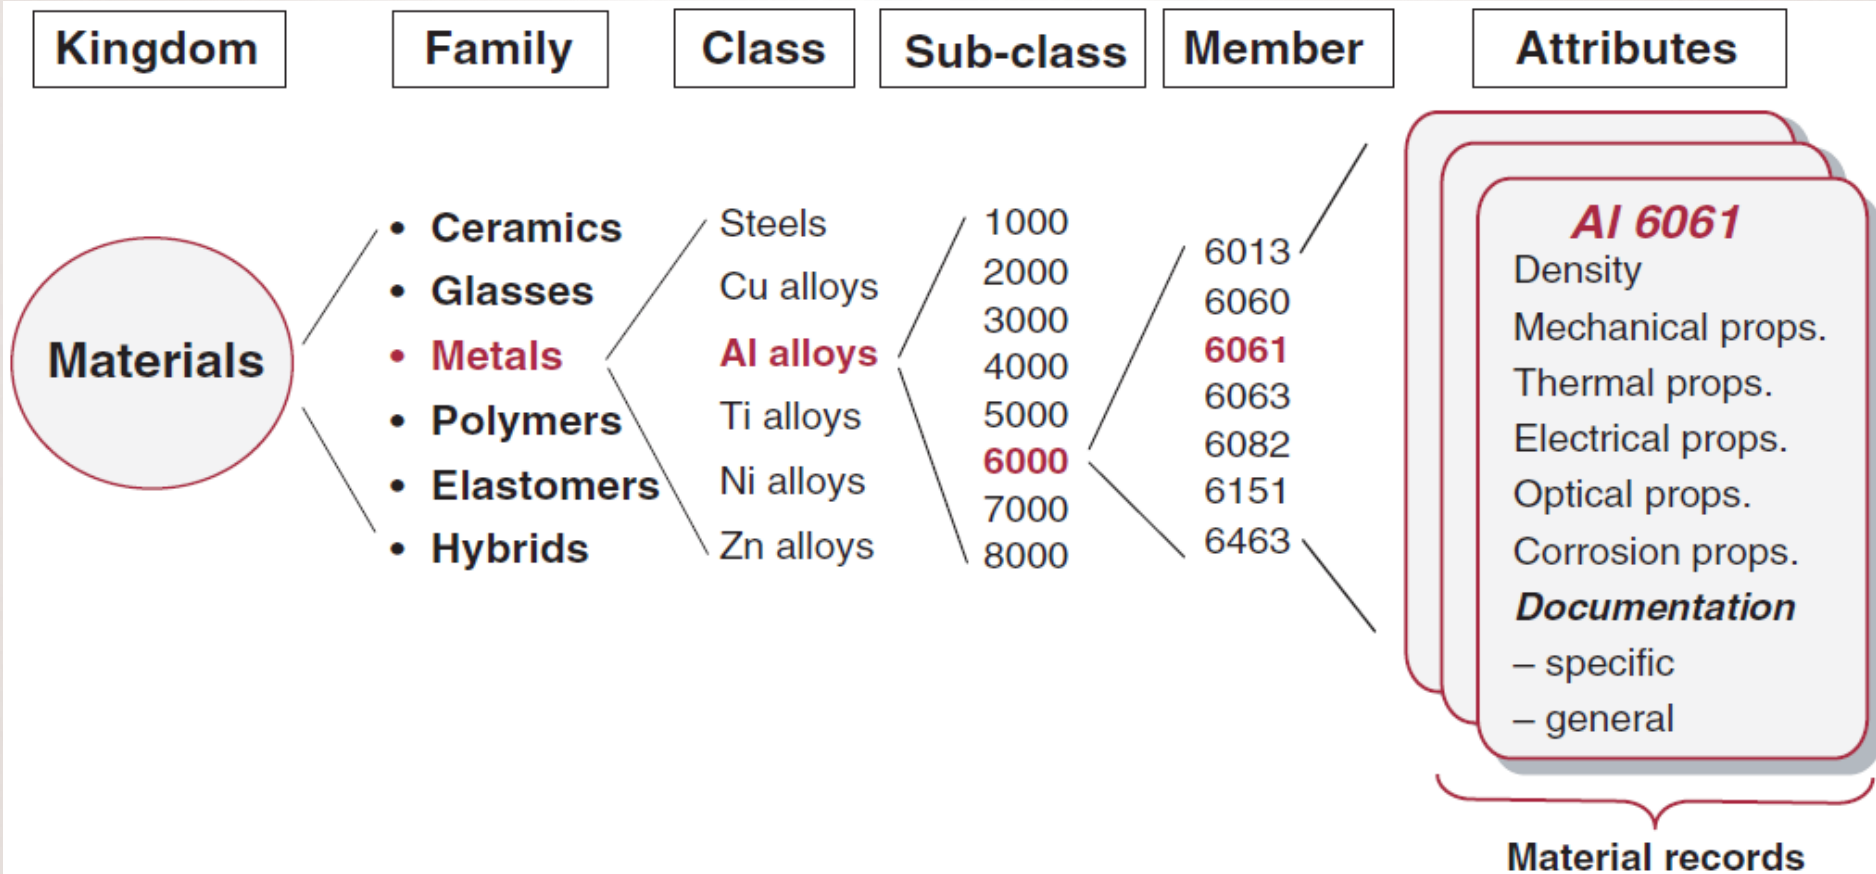 Kingdom
Family
Class
Sub-class
Member
Attributes
Materials
• Ceramics
• Glasses
• Metals
• Polymers
• Elastomers
• Hybrids
Steels
Cu alloys
Al alloys
Ti alloys
Ni alloys
Zn alloys
1000
2000
3000
4000
5000
6000
7000
8000
6013
6060
6061
6063
6082
6151
6463
Al 6061
Density
Mechanical props.
Thermal props.
Electrical props.
Optical props.
Corrosion props.
Documentation
– specific
– general
Material records